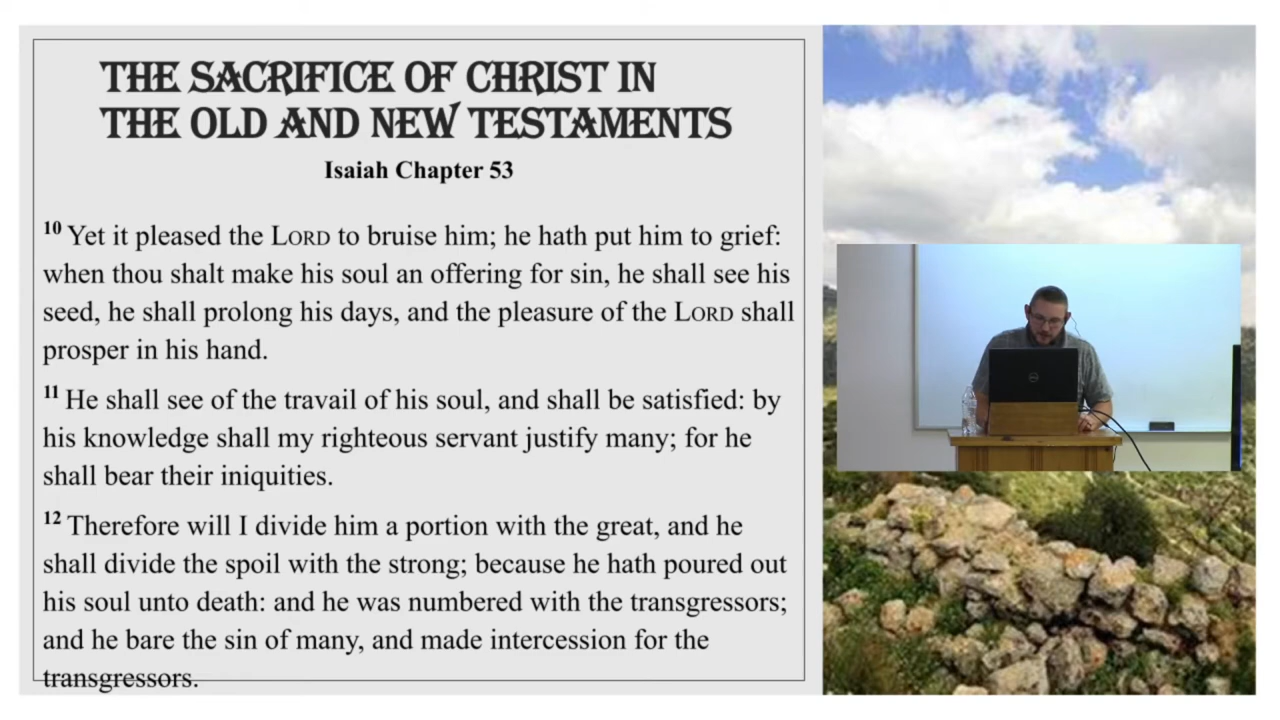 THE SACRIFICE OF CHRIST IN
THE OLD AND NEW TESTAMENTS
Isaiah Chapter 53
10 Yet it pleased the LORD to bruise him; he hath put him to grief:
when thou shalt make his soul an offering for sin, he shall see his
seed, he shall prolong his days, and the pleasure of the LORD shall
prosper in his hand.
11 He shall see of the travail of his soul, and shall be satisfied: by
his knowledge shall my righteous servant justify many; for he
shall bear their iniquities.
12 Therefore will I divide him a portion with the great, and he
shall divide the spoil with the strong; because he hath poured out
his soul unto death: and he was numbered with the transgressors;
and he bare the sin of many, and made intercession for the
transgressors.